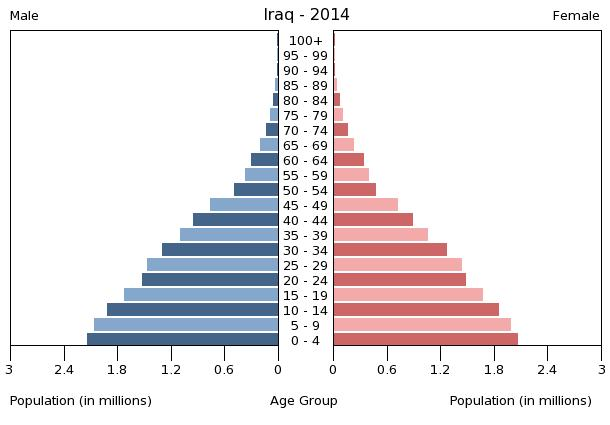 Male Iraq - 2014 Female
100+
95 - 99
90 - 94
85 - 89
80 - 84
75 - 79
70 - 74
65 - 69
60 - 64
55 - 59
50 - 54
45 - 49
40 - 44
35 - 39
30 - 34
25 - 29
20 - 24
15 - 19
10 - 14
5 - 9
0 - 4
3 2.4 1.8 1.2 0.6 0 0 0.6 1.2 1.8 2.4 3
Population (in millions) Age Group Population (in millions)